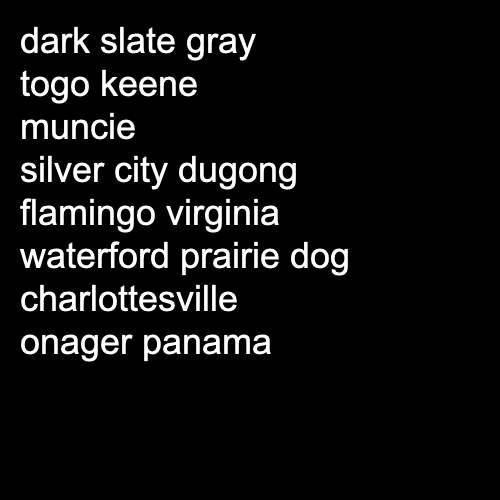 dark slate gray
togo keene
muncie
silver city dugong
flamingo virginia
waterford prairie dog
charlottesville
onager panama